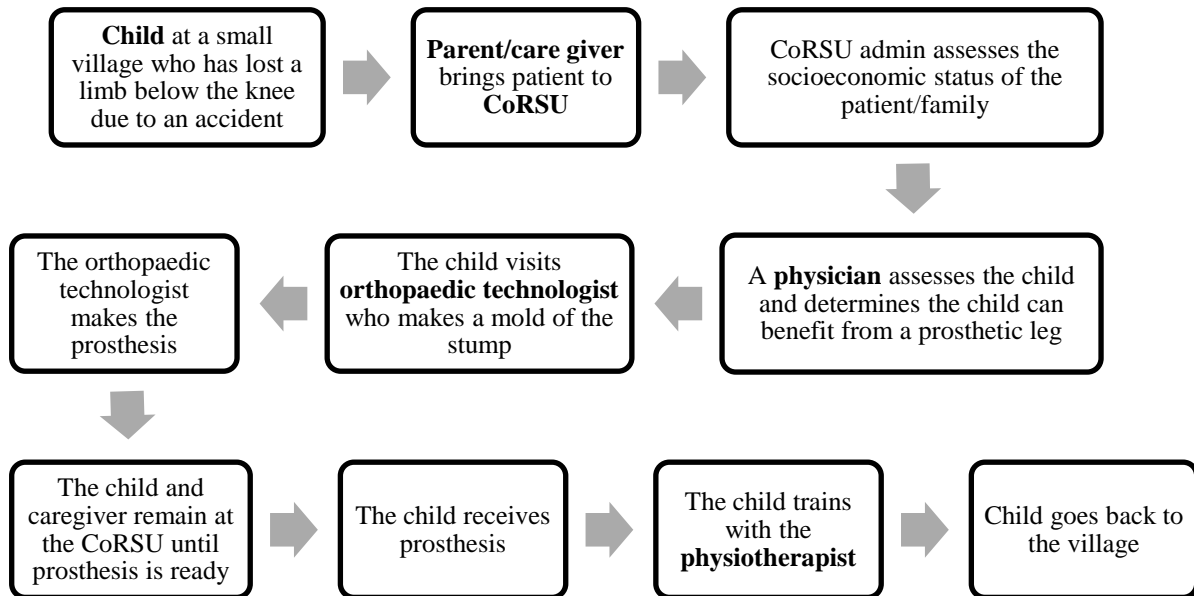 Child at a small
village who has lost a
limb below the knee
due to an accident
Parent/care giver
brings patient to
CoRSU
CoRSU admin assesses the
socioeconomic status of the
patient/family
A physician assesses the child
and determines the child can
benefit from a prosthetic leg
The child visits
orthopaedic technologist
who makes a mold of the
stump
The orthopaedic
technologist
makes the
prosthesis
The child and
caregiver remain at
the CoRSU until
prosthesis is ready
The child receives
prosthesis
The child trains
with the
physiotherapist
Child goes back to
the village